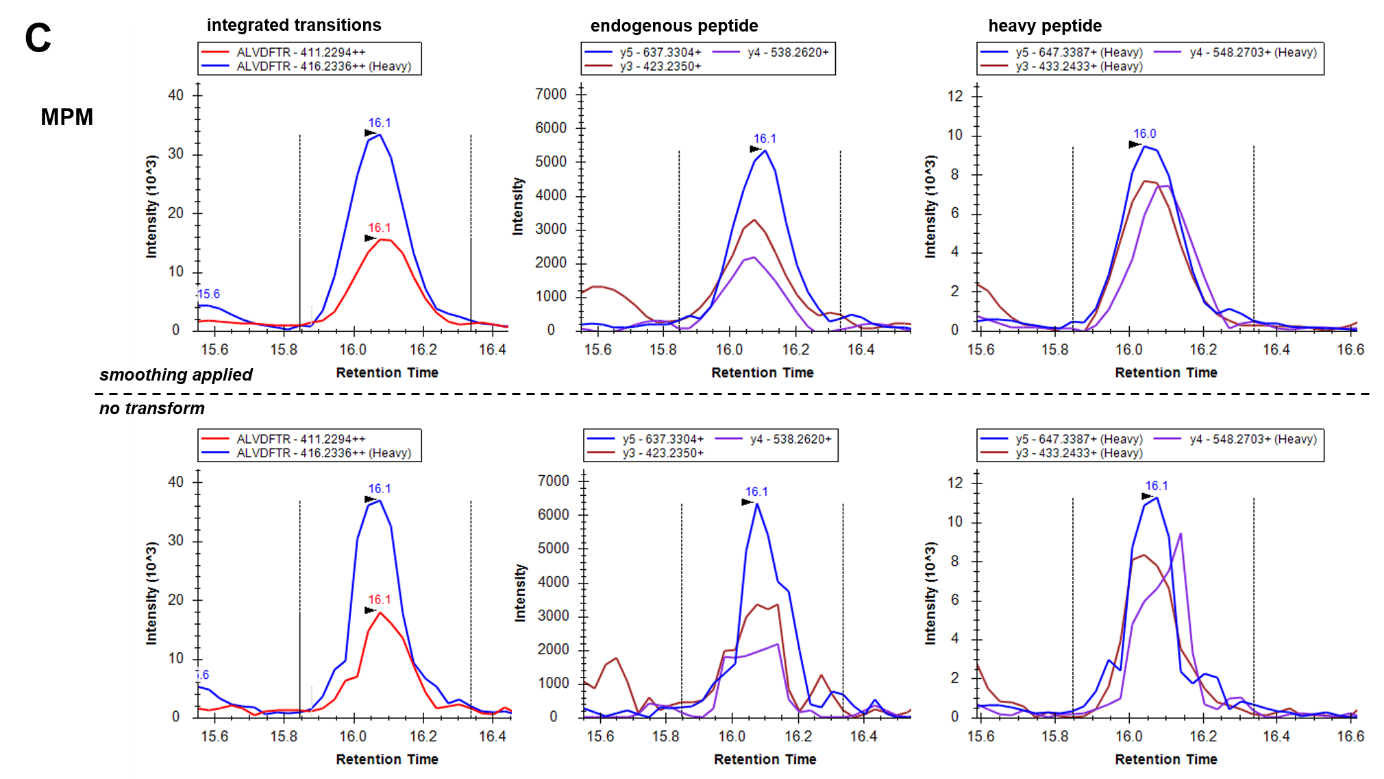 C
MPM
integrated transitions
endogenous peptide
heavy peptide
ALVDFTR - 411.2294++
ALVDFTR - 416.2336++ (Heavy)
y5 - 637.3304+ y4 - 538.2620+
y3 - 423.2350+
y5 - 647.3387+ (Heavy) y4 - 548.2703+ (Heavy)
y3 - 433.2433+ (Heavy)
Intensity (10^3)
40
30
20
10
0
16.1
16.1
15.6
15.6 15.8 16.0 16.2 16.4
Retention Time
Intensity
7000
6000
5000
4000
3000
2000
1000
0
16.1
15.6 15.8 16.0 16.2 16.4
Retention Time
Intensity (10^3)
12
10
8
6
4
2
0
16.0
15.6 15.8 16.0 16.2 16.4 16.6
Retention Time
smoothing applied
no transform
ALVDFTR - 411.2294++
ALVDFTR - 416.2336++ (Heavy)
y5 - 637.3304+ y4 - 538.2620+
y3 - 423.2350+
y5 - 647.3387+ (Heavy) y4 - 548.2703+ (Heavy)
y3 - 433.2433+ (Heavy)
Intensity (10^3)
40
30
20
10
0
16.1
16.1
.6
15.6 15.8 16.0 16.2 16.4
Retention Time
Intensity
7000
6000
5000
4000
3000
2000
1000
0
16.1
15.6 15.8 16.0 16.2 16.4
Retention Time
Intensity (10^3)
12
10
8
6
4
2
0
16.1
15.6 15.8 16.0 16.2 16.4 16.6
Retention Time